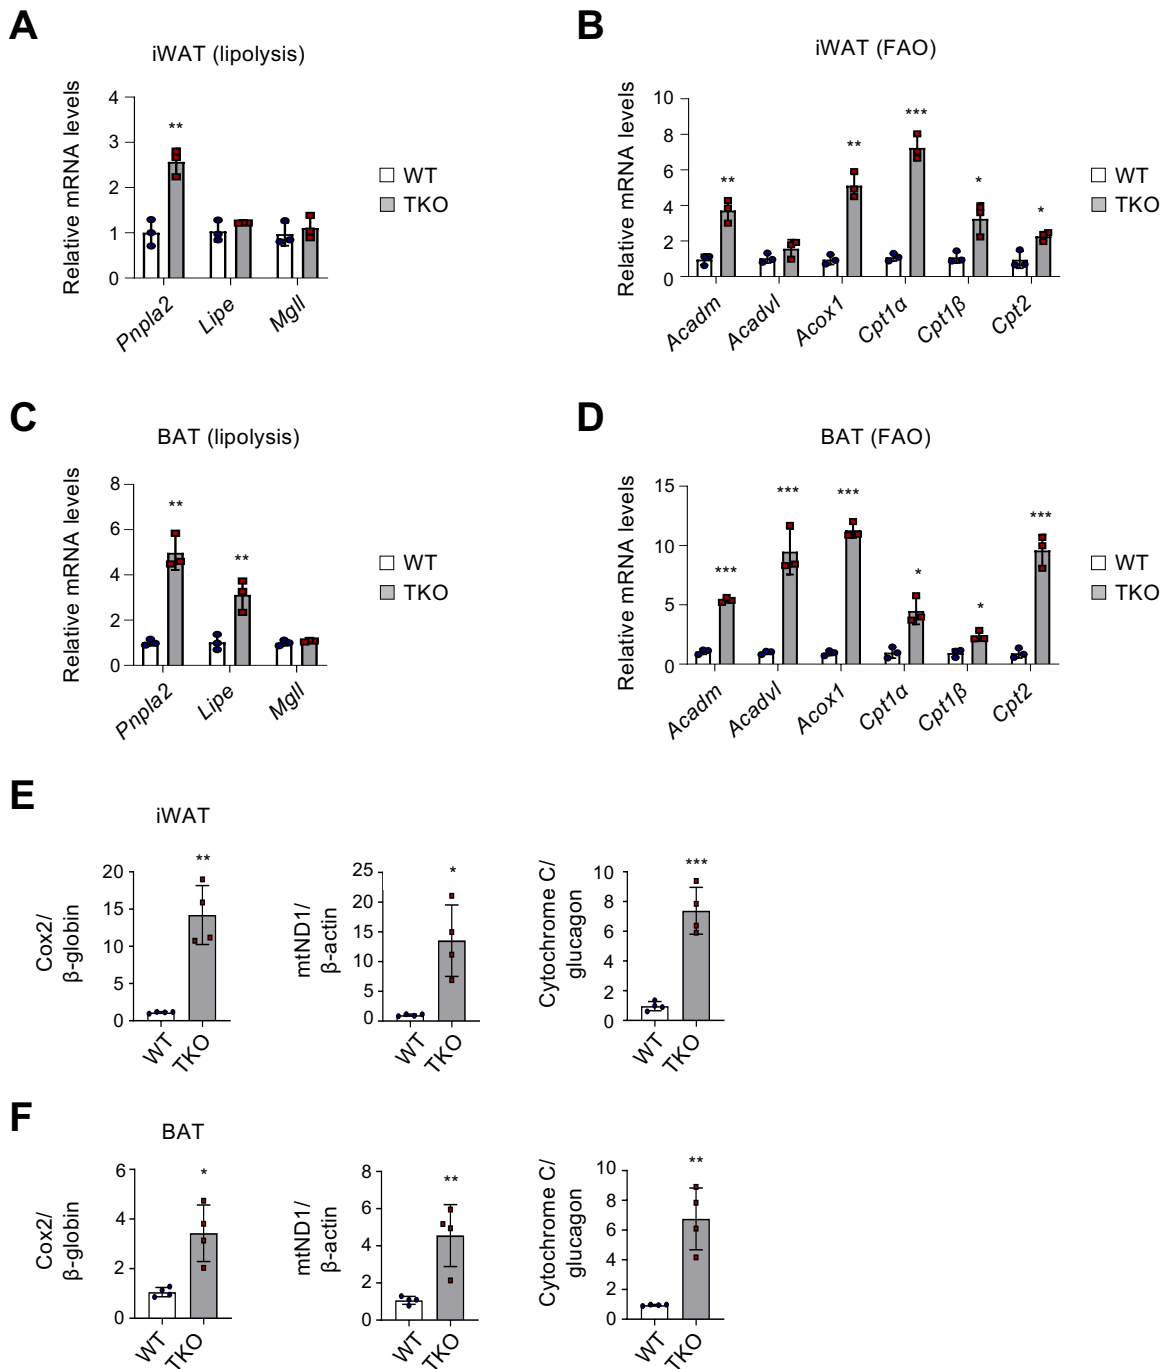 A
iWAT (lipolysis)
Relative mRNA levels
4
3
2
1
0
**
Pnpla2
Lipe
Mgll
WT
TKO
B
iWAT (FAO)
Relative mRNA levels
10
8
6
4
2
0
**
**
***
*
*
Acadm
Acadvl
Acox1
Cpt1α
Cpt1β
Cpt2
WT
TKO
C
BAT (lipolysis)
Relative mRNA levels
8
6
4
2
0
**
**
Pnpla2
Lipe
Mgll
WT
TKO
D
BAT (FAO)
Relative mRNA levels
15
10
5
0
***
***
***
*
*
***
Acadm
Acadvl
Acox1
Cpt1α
Cpt1β
Cpt2
WT
TKO
E
iWAT
Cox2/
β-globin
20
15
10
5
0
**
WT
TKO
mtND1/
β-actin
25
20
15
10
5
0
*
WT
TKO
Cytochrome C/
glucagon
10
8
6
4
2
0
***
WT
TKO
F
BAT
Cox2/
β-globin
6
4
2
0
*
WT
TKO
mtND1/
β-actin
8
6
4
2
0
**
WT
TKO
Cytochrome C/
glucagon
10
8
6
4
2
0
**
WT
TKO